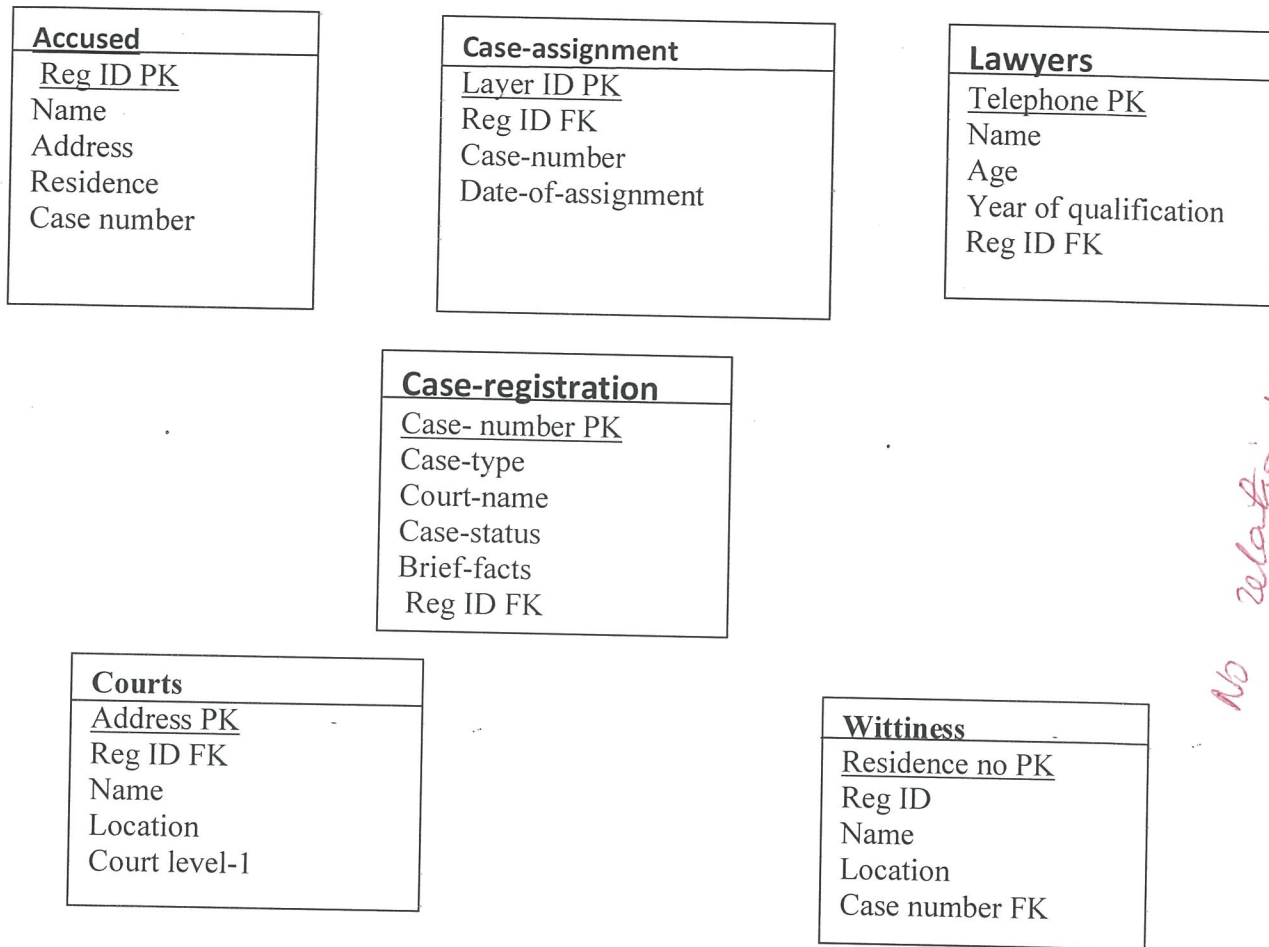 Accused
Reg ID PK
Name
Address
Residence
Case number
Case-assignment
Layer ID PK
Reg ID FK
Case-number
Date-of-assignment
Lawyers
Telephone PK
Name
Age
Year of qualification
Reg ID FK
Case-registration
Case- number PK
Case-type
Court-name
Case-status
Brief-facts
Reg ID FK
Courts
Address PK
Reg ID FK
Name
Location
Court level-1
Wittiness
Residence no PK
Reg ID
Name
Location
Case number FK
No